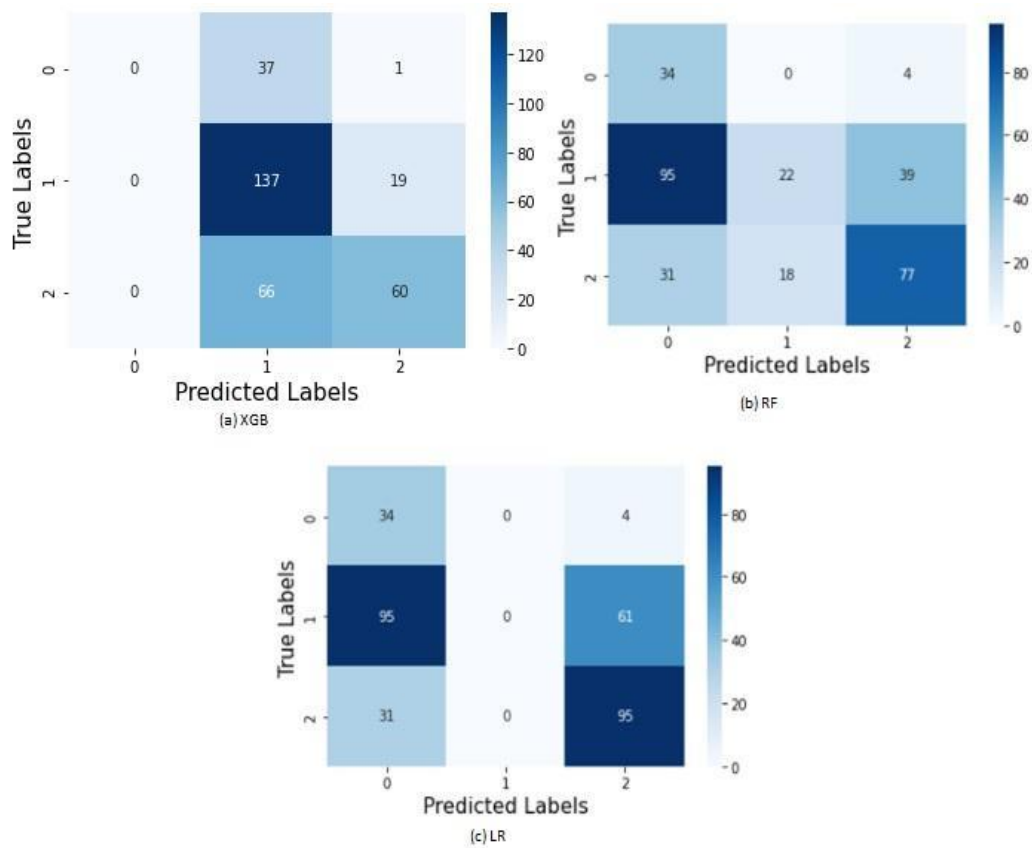 True Labels
0 0 37 1
1 0 137 19
2 0 66 60
0 1 2
Predicted Labels
(a) XGB
120
100
80
60
40
20
0
True Labels
0 34 0 4
1 95 22 39
2 31 18 77
0 1 2
Predicted Labels
(b) RF
80
60
40
20
0
True Labels
0 34 0 4
1 95 0 61
2 31 0 95
0 1 2
Predicted Labels
(c) LR
80
60
40
20
0